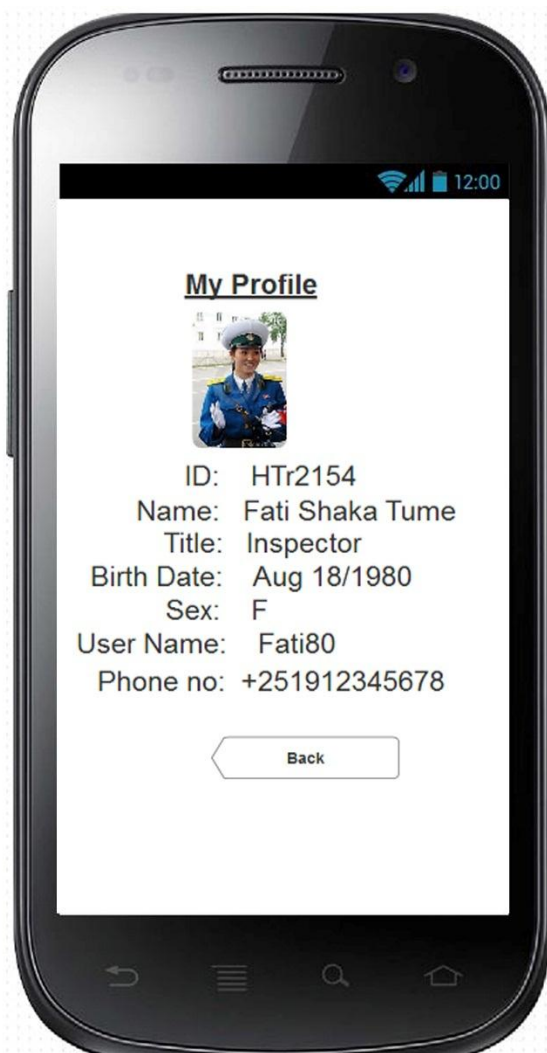 12:00
My Profile
ID: HTr2154
Name: Fati Shaka Tume
Title: Inspector
Birth Date: Aug 18/1980
Sex: F
User Name: Fati80
Phone no: +251912345678
Back